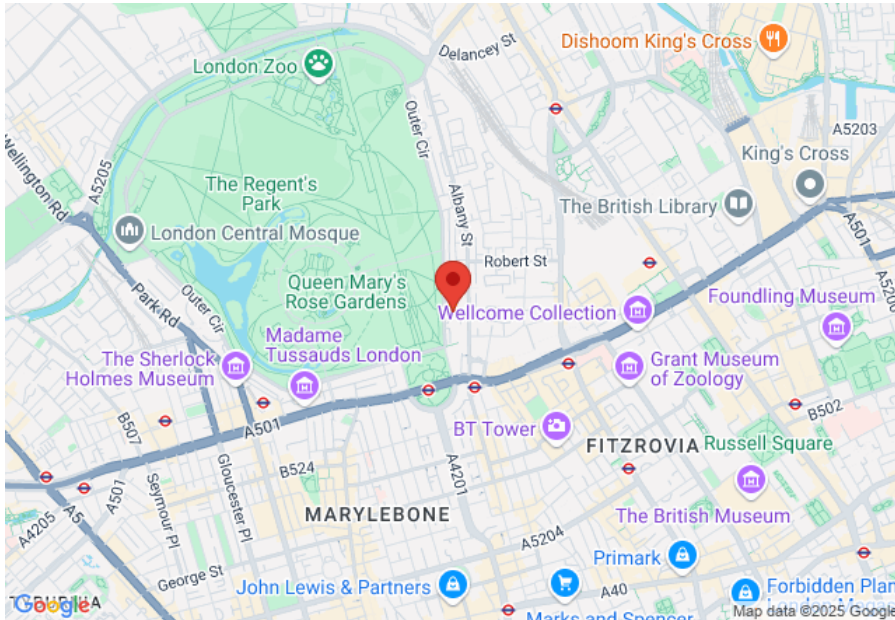 Delancey St
Dishoom King's Cross
London Zoo
Outer Cir
A5203
Wellington Rd
A5205
King's Cross
The Regent's
Park
Albany St
The British Library
London Central Mosque
A501
Robert St
Queen Mary's
Rose Gardens
Outer Cir
Park Rd
Wellcome Collection
Foundling Museum
A5200
Madame
Tussauds London
The Sherlock
Holmes Museum
Grant Museum
of Zoology
B502
B507
A501
BT Tower
FITZROVIA
Russell Square
B524
Gloucester Pl
A4201
A501
Seymour Pl
A4205
A5
MARYLEBONE
The British Museum
A5204
Primark
George St
John Lewis & Partners
A40
Forbidden Plan
Marks and Spencer
Google
Map data ©2025 Google